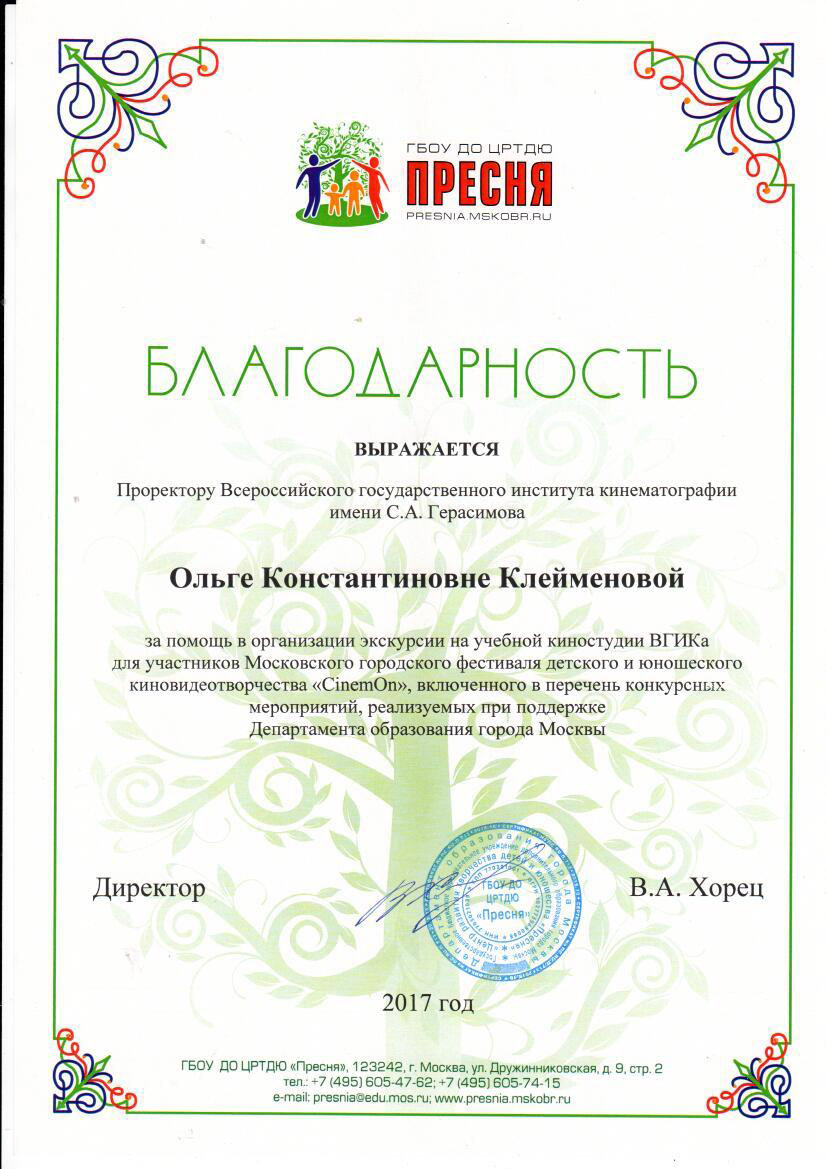 ГБОУ ДО ЦРТДЮ
ПРЕСНЯ
PRESNIA.MSKOBR.RU
БЛАГОДАРНОСТЬ
ВЫРАЖАЕТСЯ
Проректору Всероссийского государственного института кинематографии
имени С.А. Герасимова
Ольге Константиновне Клейменовой
за помощь в организации экскурсии на учебной киностудии ВГИКа
для участников Московского городского фестиваля детского и юношеского
киновидеотворчества «CinemOn», включенного в перечень конкурсных
мероприятий, реализуемых при поддержке
Департамента образования города Москвы
Директор
В.А. Хорец
ГБОУ ДО
ЦРТДЮ
«Пресня»
2017 год
ГБОУ ДО ЦРТДЮ «Пресня», 123242, г. Москва, ул. Дружинниковская, д. 9, стр. 2
тел.: +7 (495) 605-47-62; +7 (495) 605-74-15
e-mail: presnia@edu.mos.ru; www.presnia.mskobr.ru